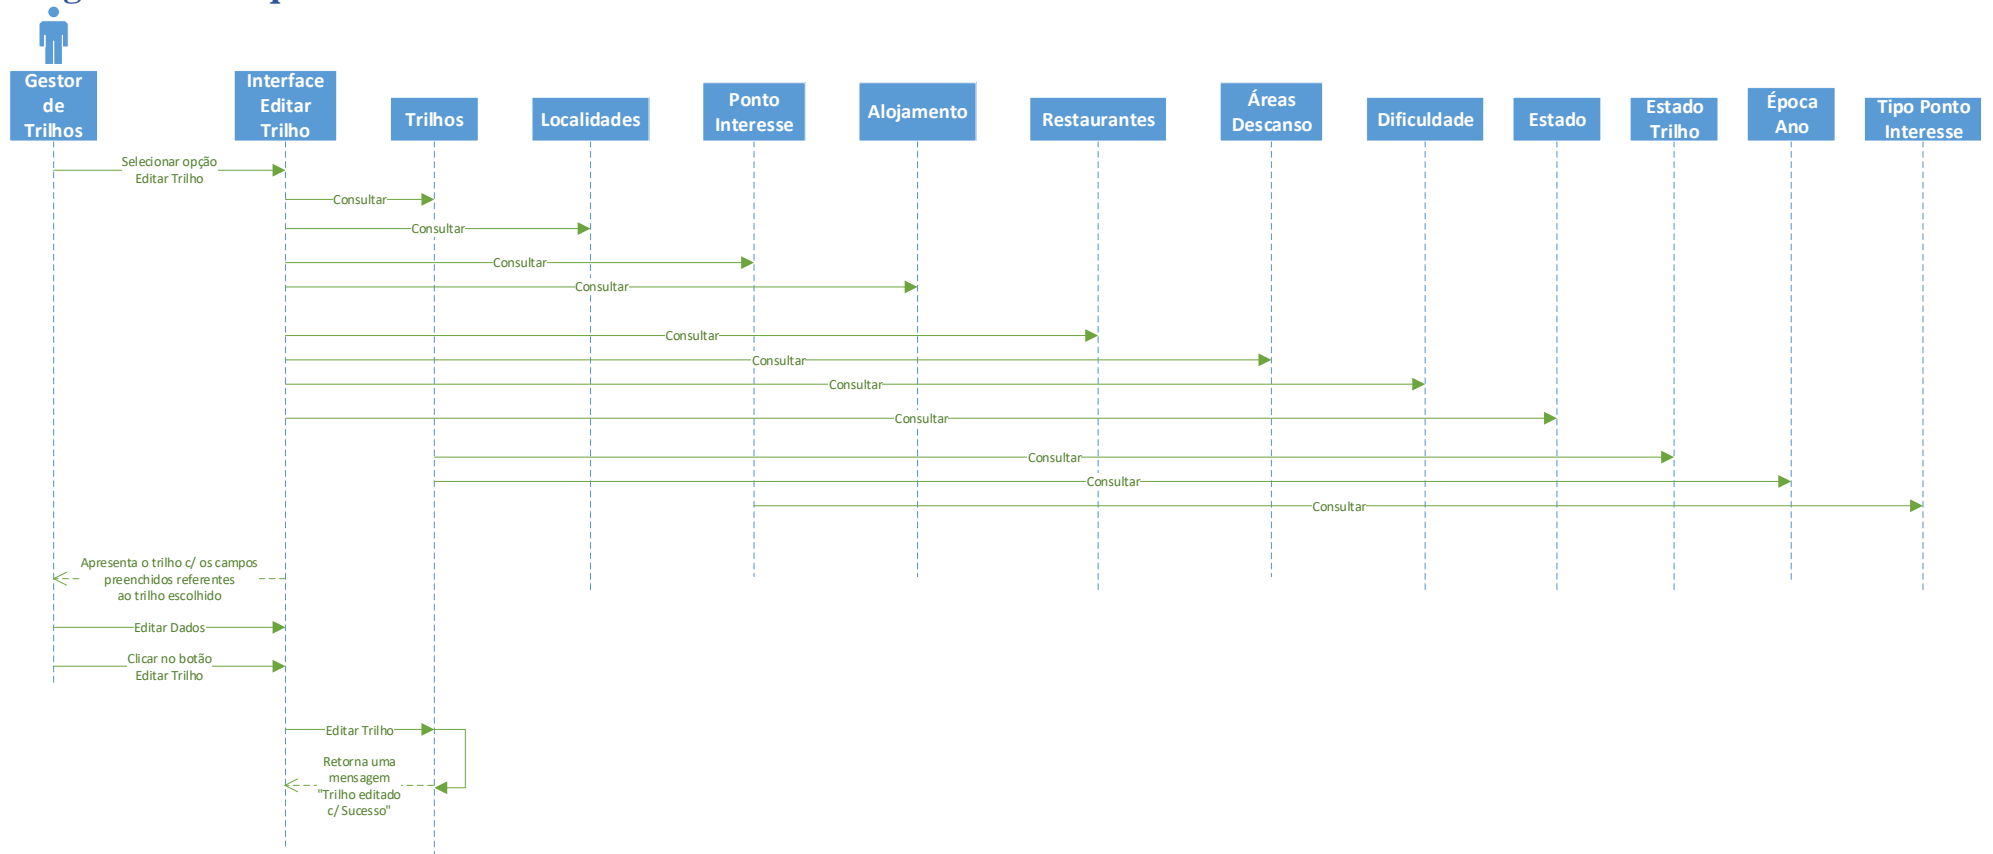 Gestor
de
Trilhos
Interface
Editar
Trilho
Trilhos
Localidades
Ponto
Interesse
Alojamento
Restaurantes
Áreas
Descanso
Dificuldade
Estado
Estado
Trilho
Época
Ano
Tipo Ponto
Interesse
Selecionar opção
Editar Trilho
Consultar
Consultar
Consultar
Consultar
Consultar
Consultar
Consultar
Consultar
Consultar
Consultar
Consultar
Apresenta o trilho c/ os campos
preenchidos referentes
ao trilho escolhido
Editar Dados
Clicar no botão
Editar Trilho
Editar Trilho
Retorna uma
mensagem
"Trilho editado
c/ Sucesso"